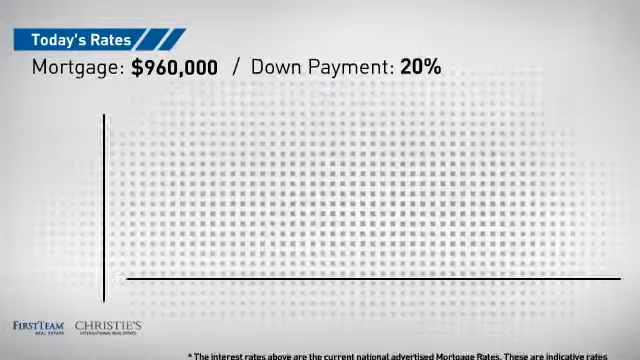 Today's Rates
Mortgage: $960,000 / Down Payment: 20%
FIRSTTEAM CHRISTIE'S
REAL ESTATE INTERNATIONAL REAL ESTATE
* The interest rates above are the current national advertised Mortgage Rates. These are indicative rates